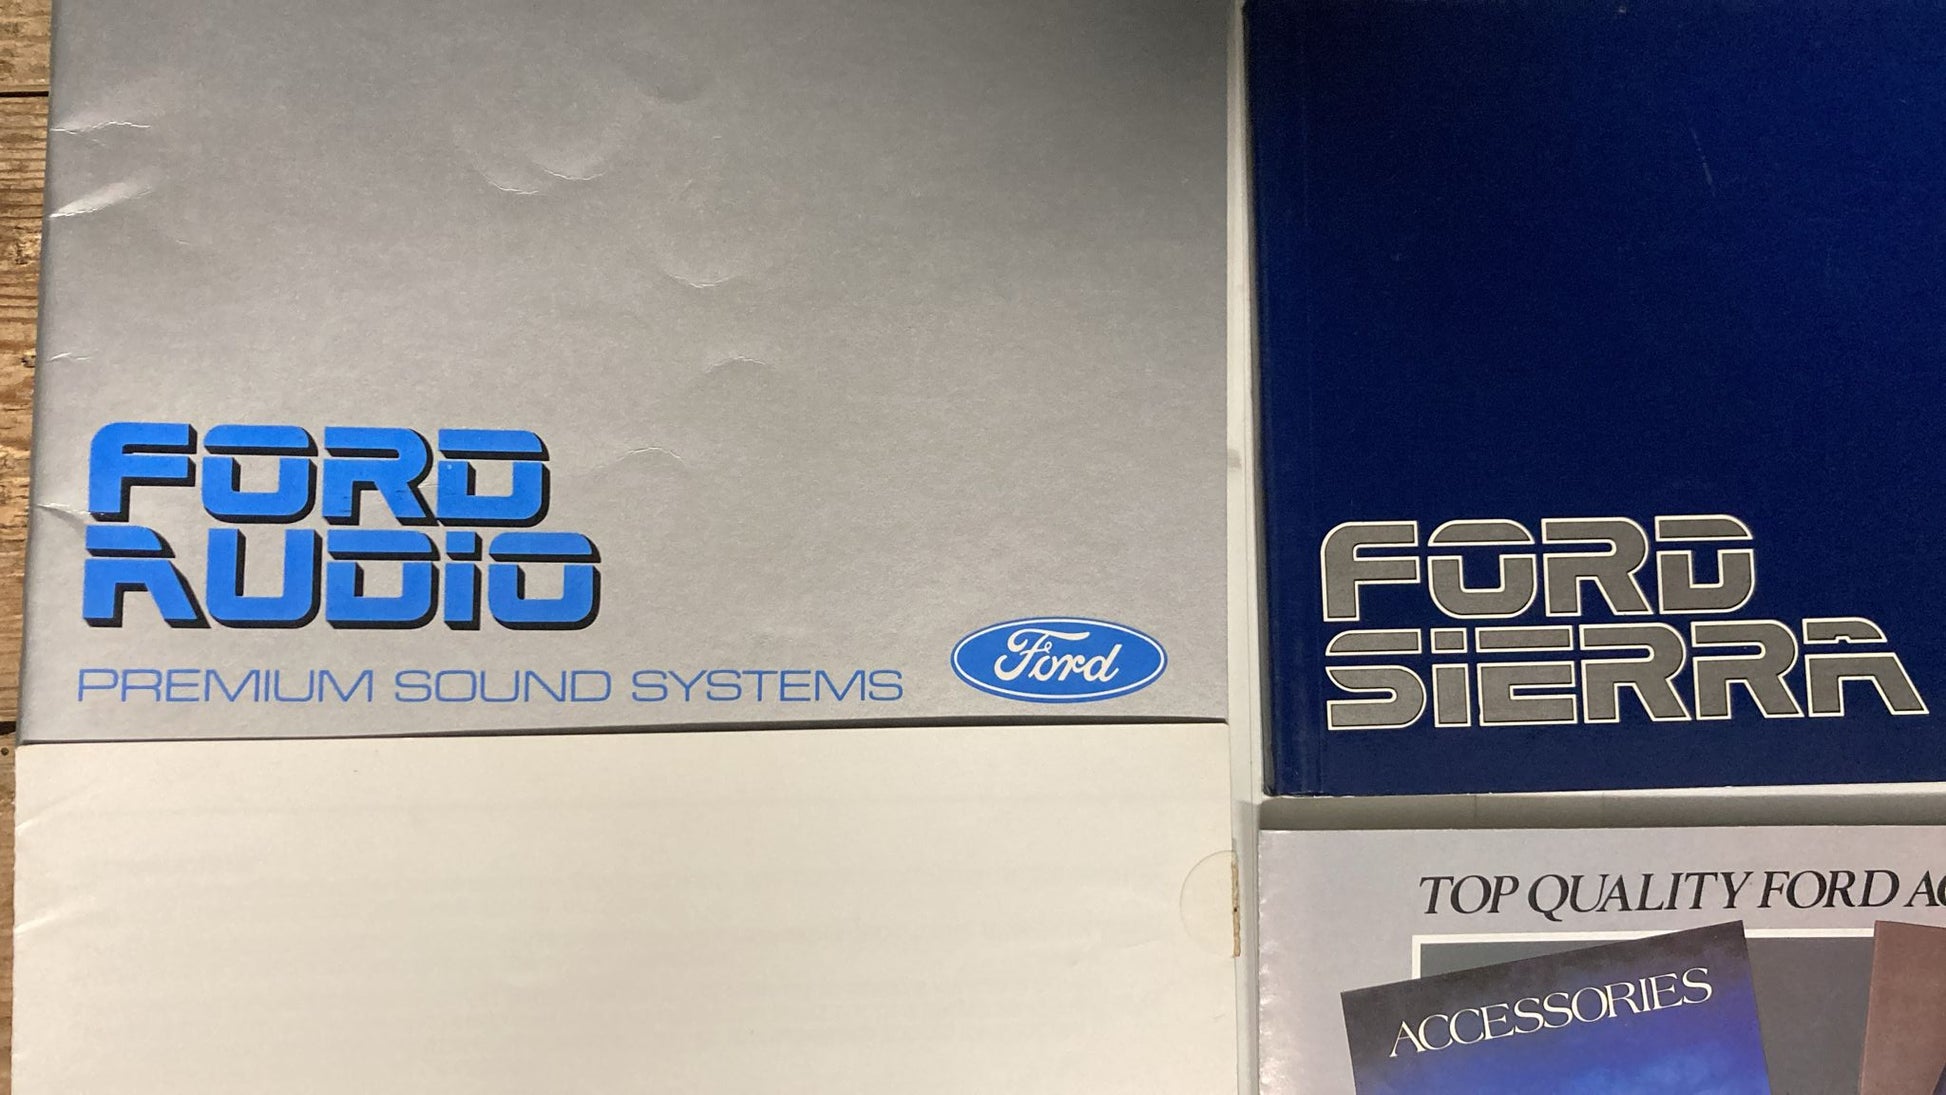 FORD
AUDiO
PREMIUM SOUND SYSTEMS
Ford
FORD
SiERRA
TOP QUALITY FORD
ACCESSORIES